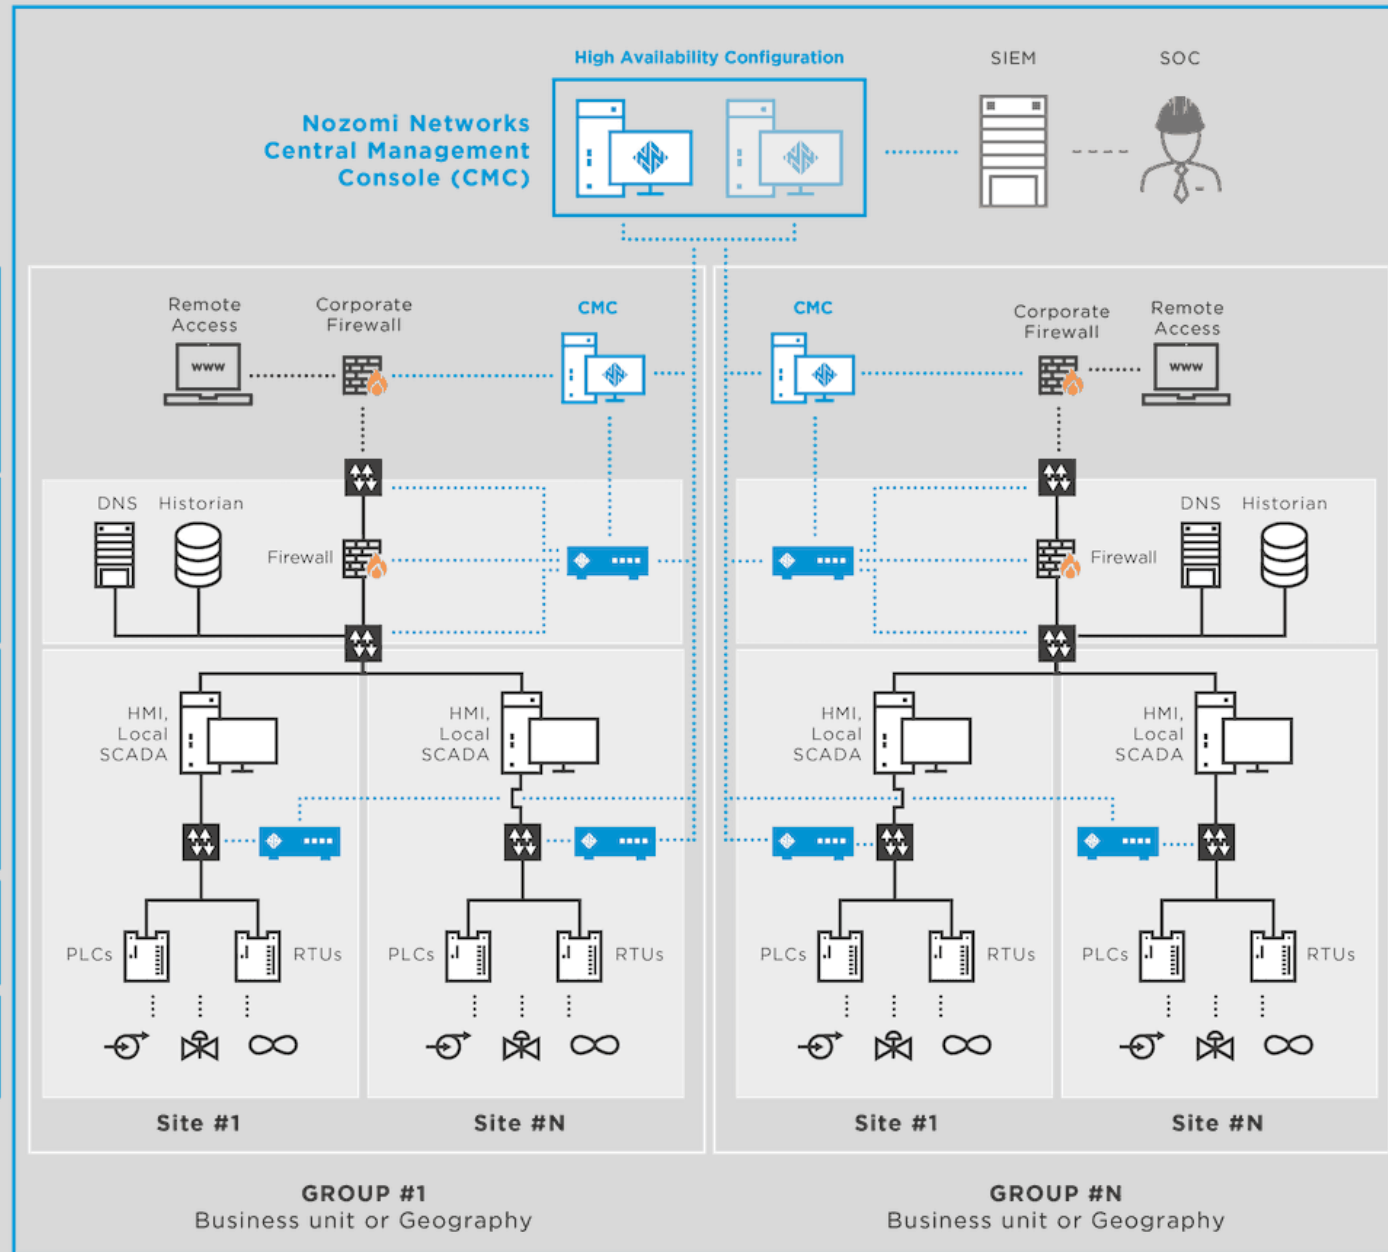 High Availability Configuration
SIEM
SOC
Nozomi Networks
Central Management
Console (CMC)
Remote
Access
www
Corporate
Firewall
CMC
DNS
Historian
Firewall
HMI,
Local
SCADA
HMI,
Local
SCADA
PLCs
RTUs
PLCs
RTUs
Site #1
Site #N
GROUP #1
Business unit or Geography
CMC
Corporate
Firewall
Remote
Access
www
Firewall
DNS
Historian
HMI,
Local
SCADA
HMI,
Local
SCADA
PLCs
RTUs
PLCs
RTUs
Site #1
Site #N
GROUP #N
Business unit or Geography